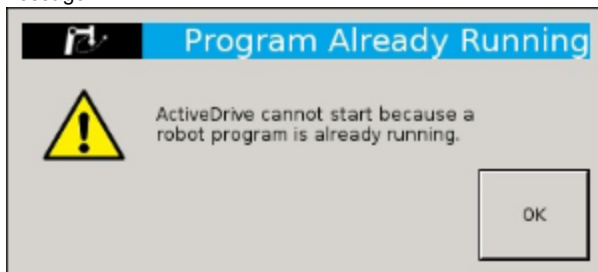 Program Already Running
ActiveDrive cannot start because a
robot program is already running.
OK